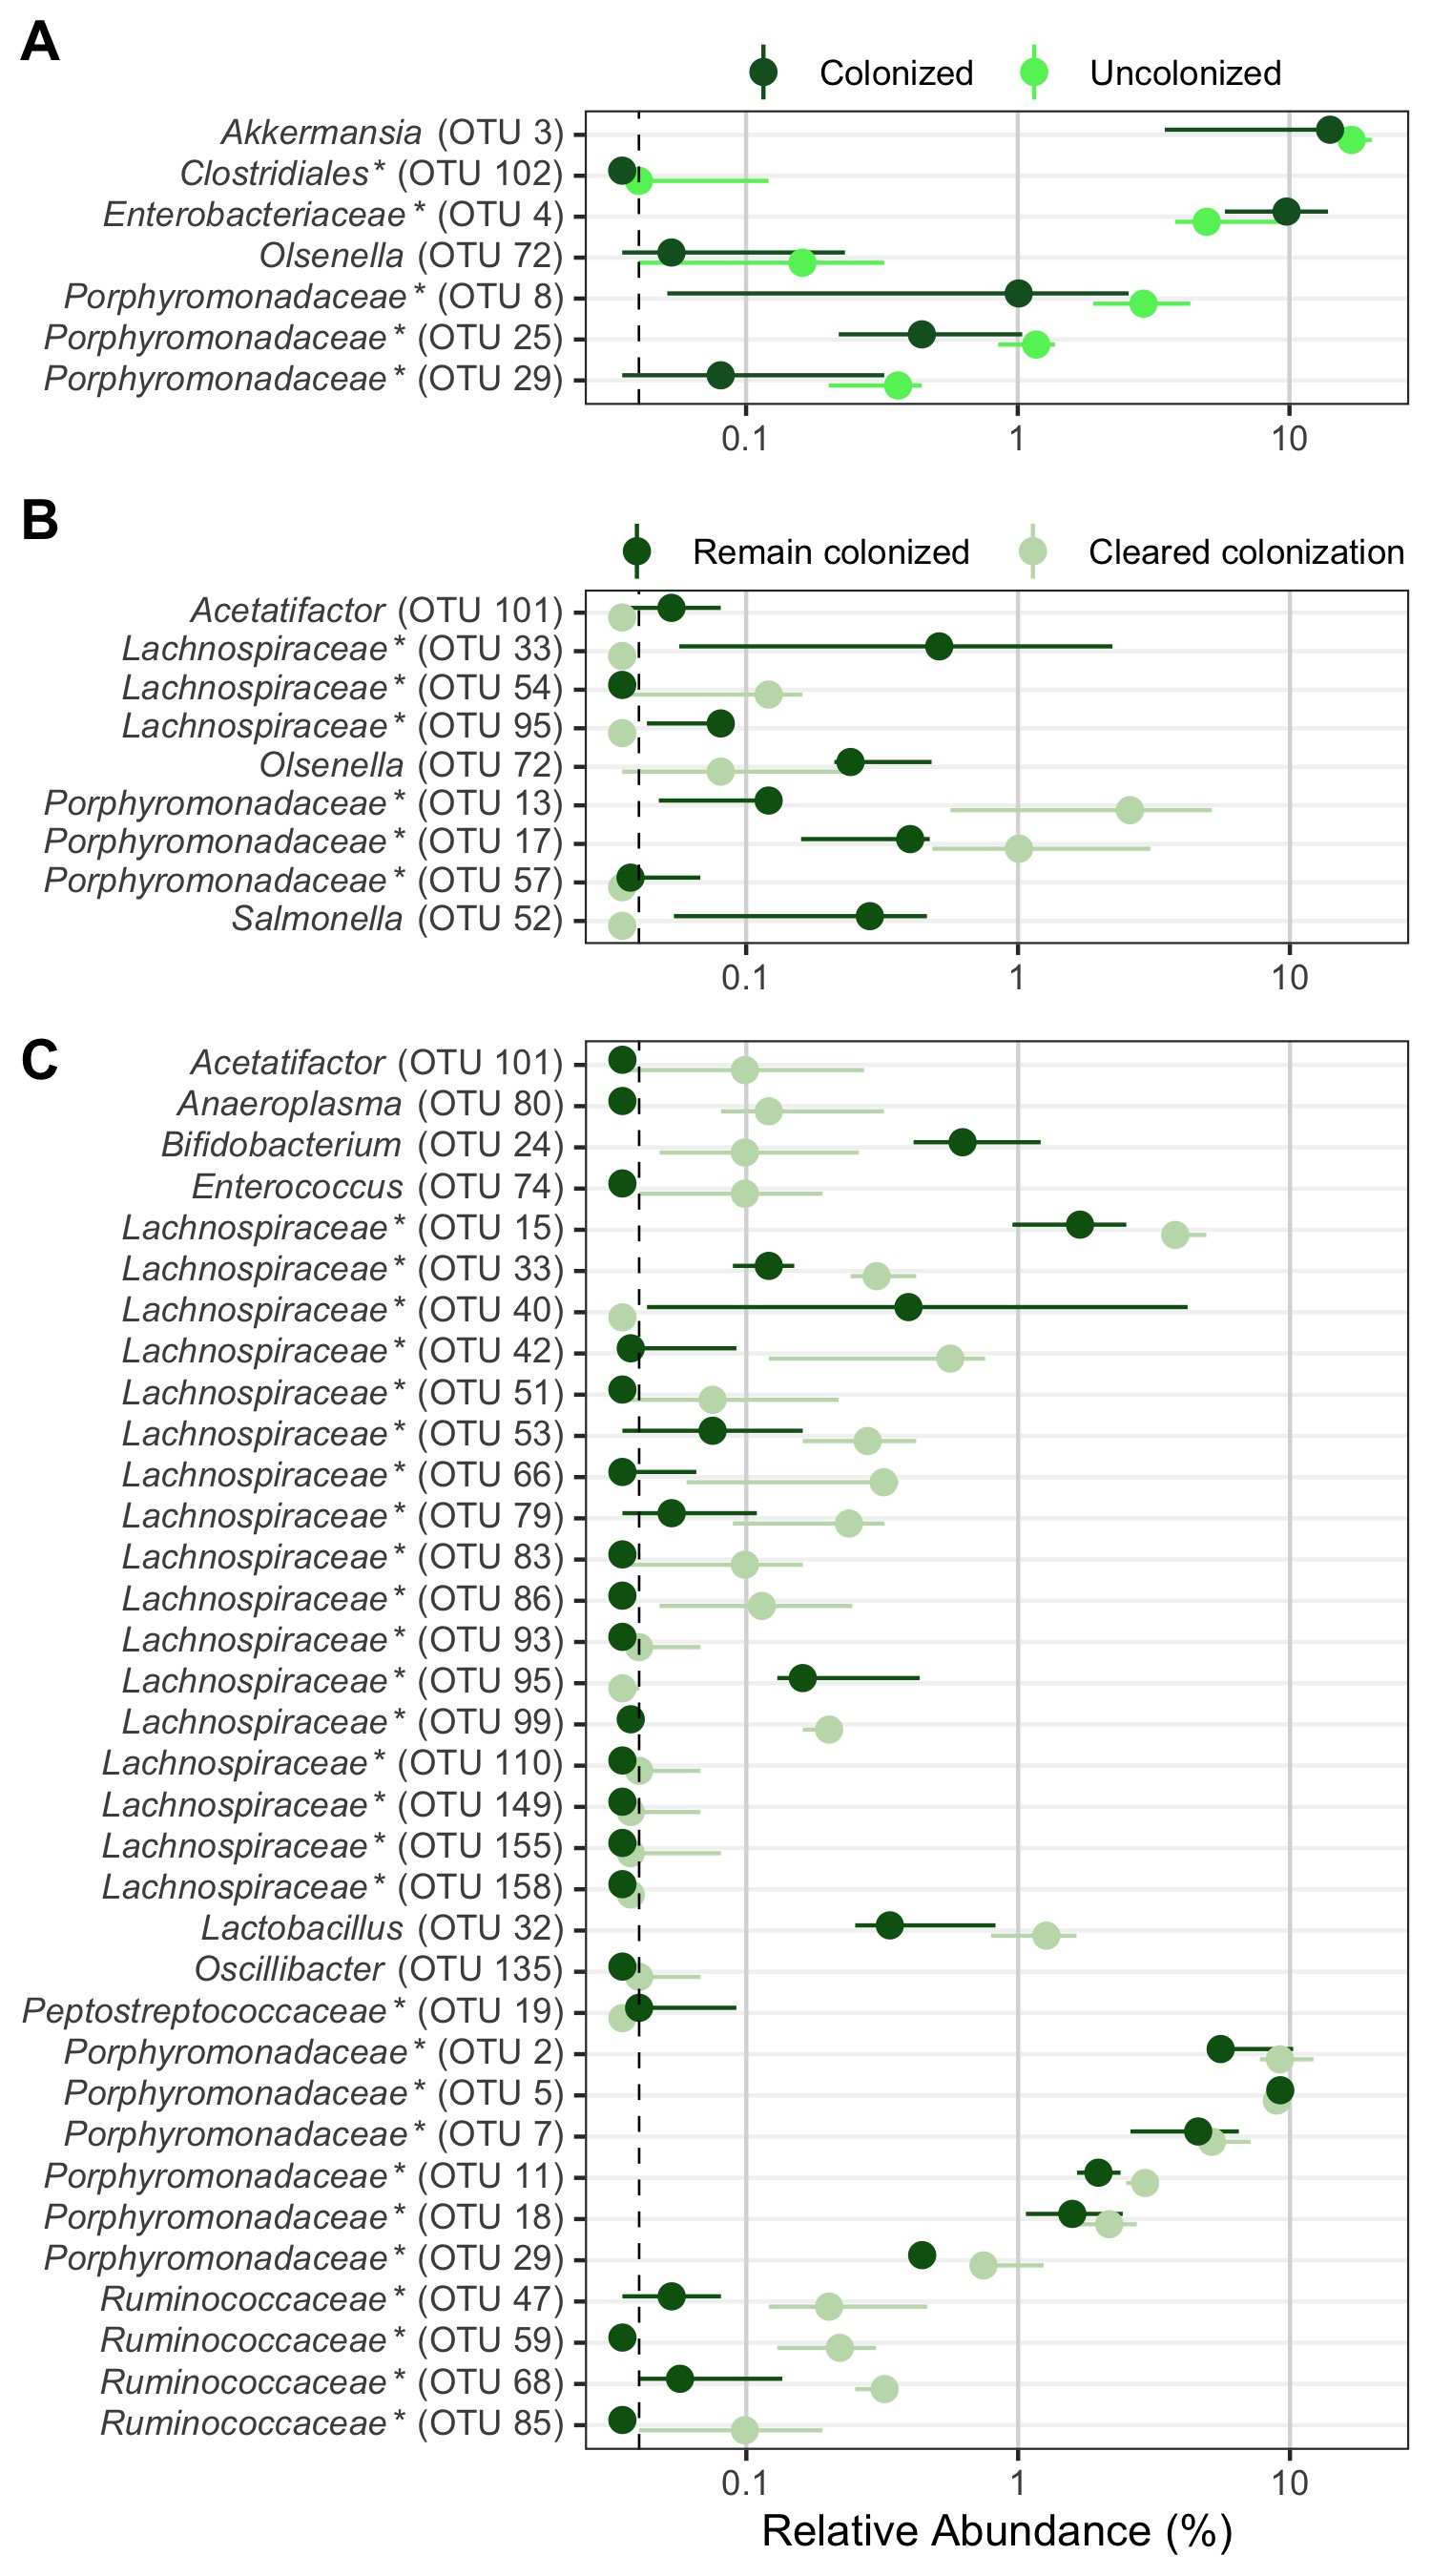 A
Colonized Uncolonized
Akkermansia (OTU 3)
Clostridiales* (OTU 102)
Enterobacteriaceae* (OTU 4)
Olsenella (OTU 72)
Porphyromonadaceae* (OTU 8)
Porphyromonadaceae* (OTU 25)
Porphyromonadaceae* (OTU 29)
0.1 1 10
B
Remain colonized Cleared colonization
Acetatifactor (OTU 101)
Lachnospiraceae* (OTU 33)
Lachnospiraceae* (OTU 54)
Lachnospiraceae* (OTU 95)
Olsenella (OTU 72)
Porphyromonadaceae* (OTU 13)
Porphyromonadaceae* (OTU 17)
Porphyromonadaceae* (OTU 57)
Salmonella (OTU 52)
0.1 1 10
C
Acetatifactor (OTU 101)
Anaeroplasma (OTU 80)
Bifidobacterium (OTU 24)
Enterococcus (OTU 74)
Lachnospiraceae* (OTU 15)
Lachnospiraceae* (OTU 33)
Lachnospiraceae* (OTU 40)
Lachnospiraceae* (OTU 42)
Lachnospiraceae* (OTU 51)
Lachnospiraceae* (OTU 53)
Lachnospiraceae* (OTU 66)
Lachnospiraceae* (OTU 79)
Lachnospiraceae* (OTU 83)
Lachnospiraceae* (OTU 86)
Lachnospiraceae* (OTU 93)
Lachnospiraceae* (OTU 95)
Lachnospiraceae* (OTU 99)
Lachnospiraceae* (OTU 110)
Lachnospiraceae* (OTU 149)
Lachnospiraceae* (OTU 155)
Lachnospiraceae* (OTU 158)
Lactobacillus (OTU 32)
Oscillibacter (OTU 135)
Peptostreptococcaceae* (OTU 19)
Porphyromonadaceae* (OTU 2)
Porphyromonadaceae* (OTU 5)
Porphyromonadaceae* (OTU 7)
Porphyromonadaceae* (OTU 11)
Porphyromonadaceae* (OTU 18)
Porphyromonadaceae* (OTU 29)
Ruminococcaceae* (OTU 47)
Ruminococcaceae* (OTU 59)
Ruminococcaceae* (OTU 68)
Ruminococcaceae* (OTU 85)
0.1 1 10
Relative Abundance (%)